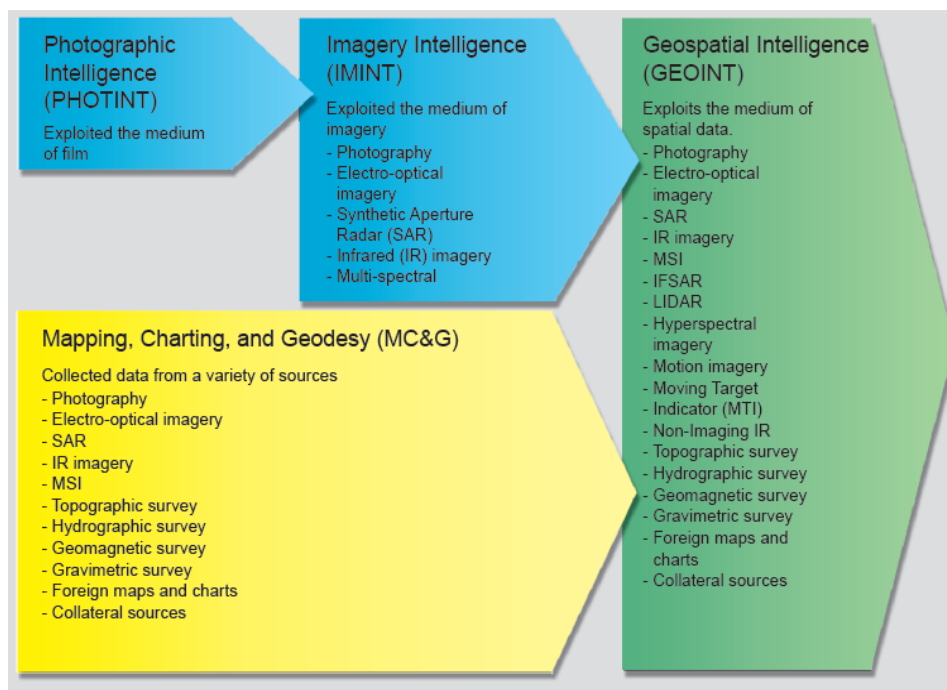 Photographic
Intelligence
(PHOTINT)
Exploited the medium
of film
Imagery Intelligence
(IMINT)
Exploited the medium of
imagery
- Photography
- Electro-optical
imagery
- Synthetic Aperture
Radar (SAR)
- Infrared (IR) imagery
- Multi-spectral
Geospatial Intelligence
(GEOINT)
Exploits the medium of
spatial data.
- Photography
- Electro-optical
imagery
- SAR
- IR imagery
- MSI
- IFSAR
- LIDAR
- Hyperspectral
imagery
- Motion imagery
- Moving Target
- Indicator (MTI)
- Non-Imaging IR
- Topographic survey
- Hydrographic survey
- Geomagnetic survey
- Gravimetric survey
- Foreign maps and
charts
- Collateral sources
Mapping, Charting, and Geodesy (MC&G)
Collected data from a variety of sources
- Photography
- Electro-optical imagery
- SAR
- IR imagery
- MSI
- Topographic survey
- Hydrographic survey
- Geomagnetic survey
- Gravimetric survey
- Foreign maps and charts
- Collateral sources